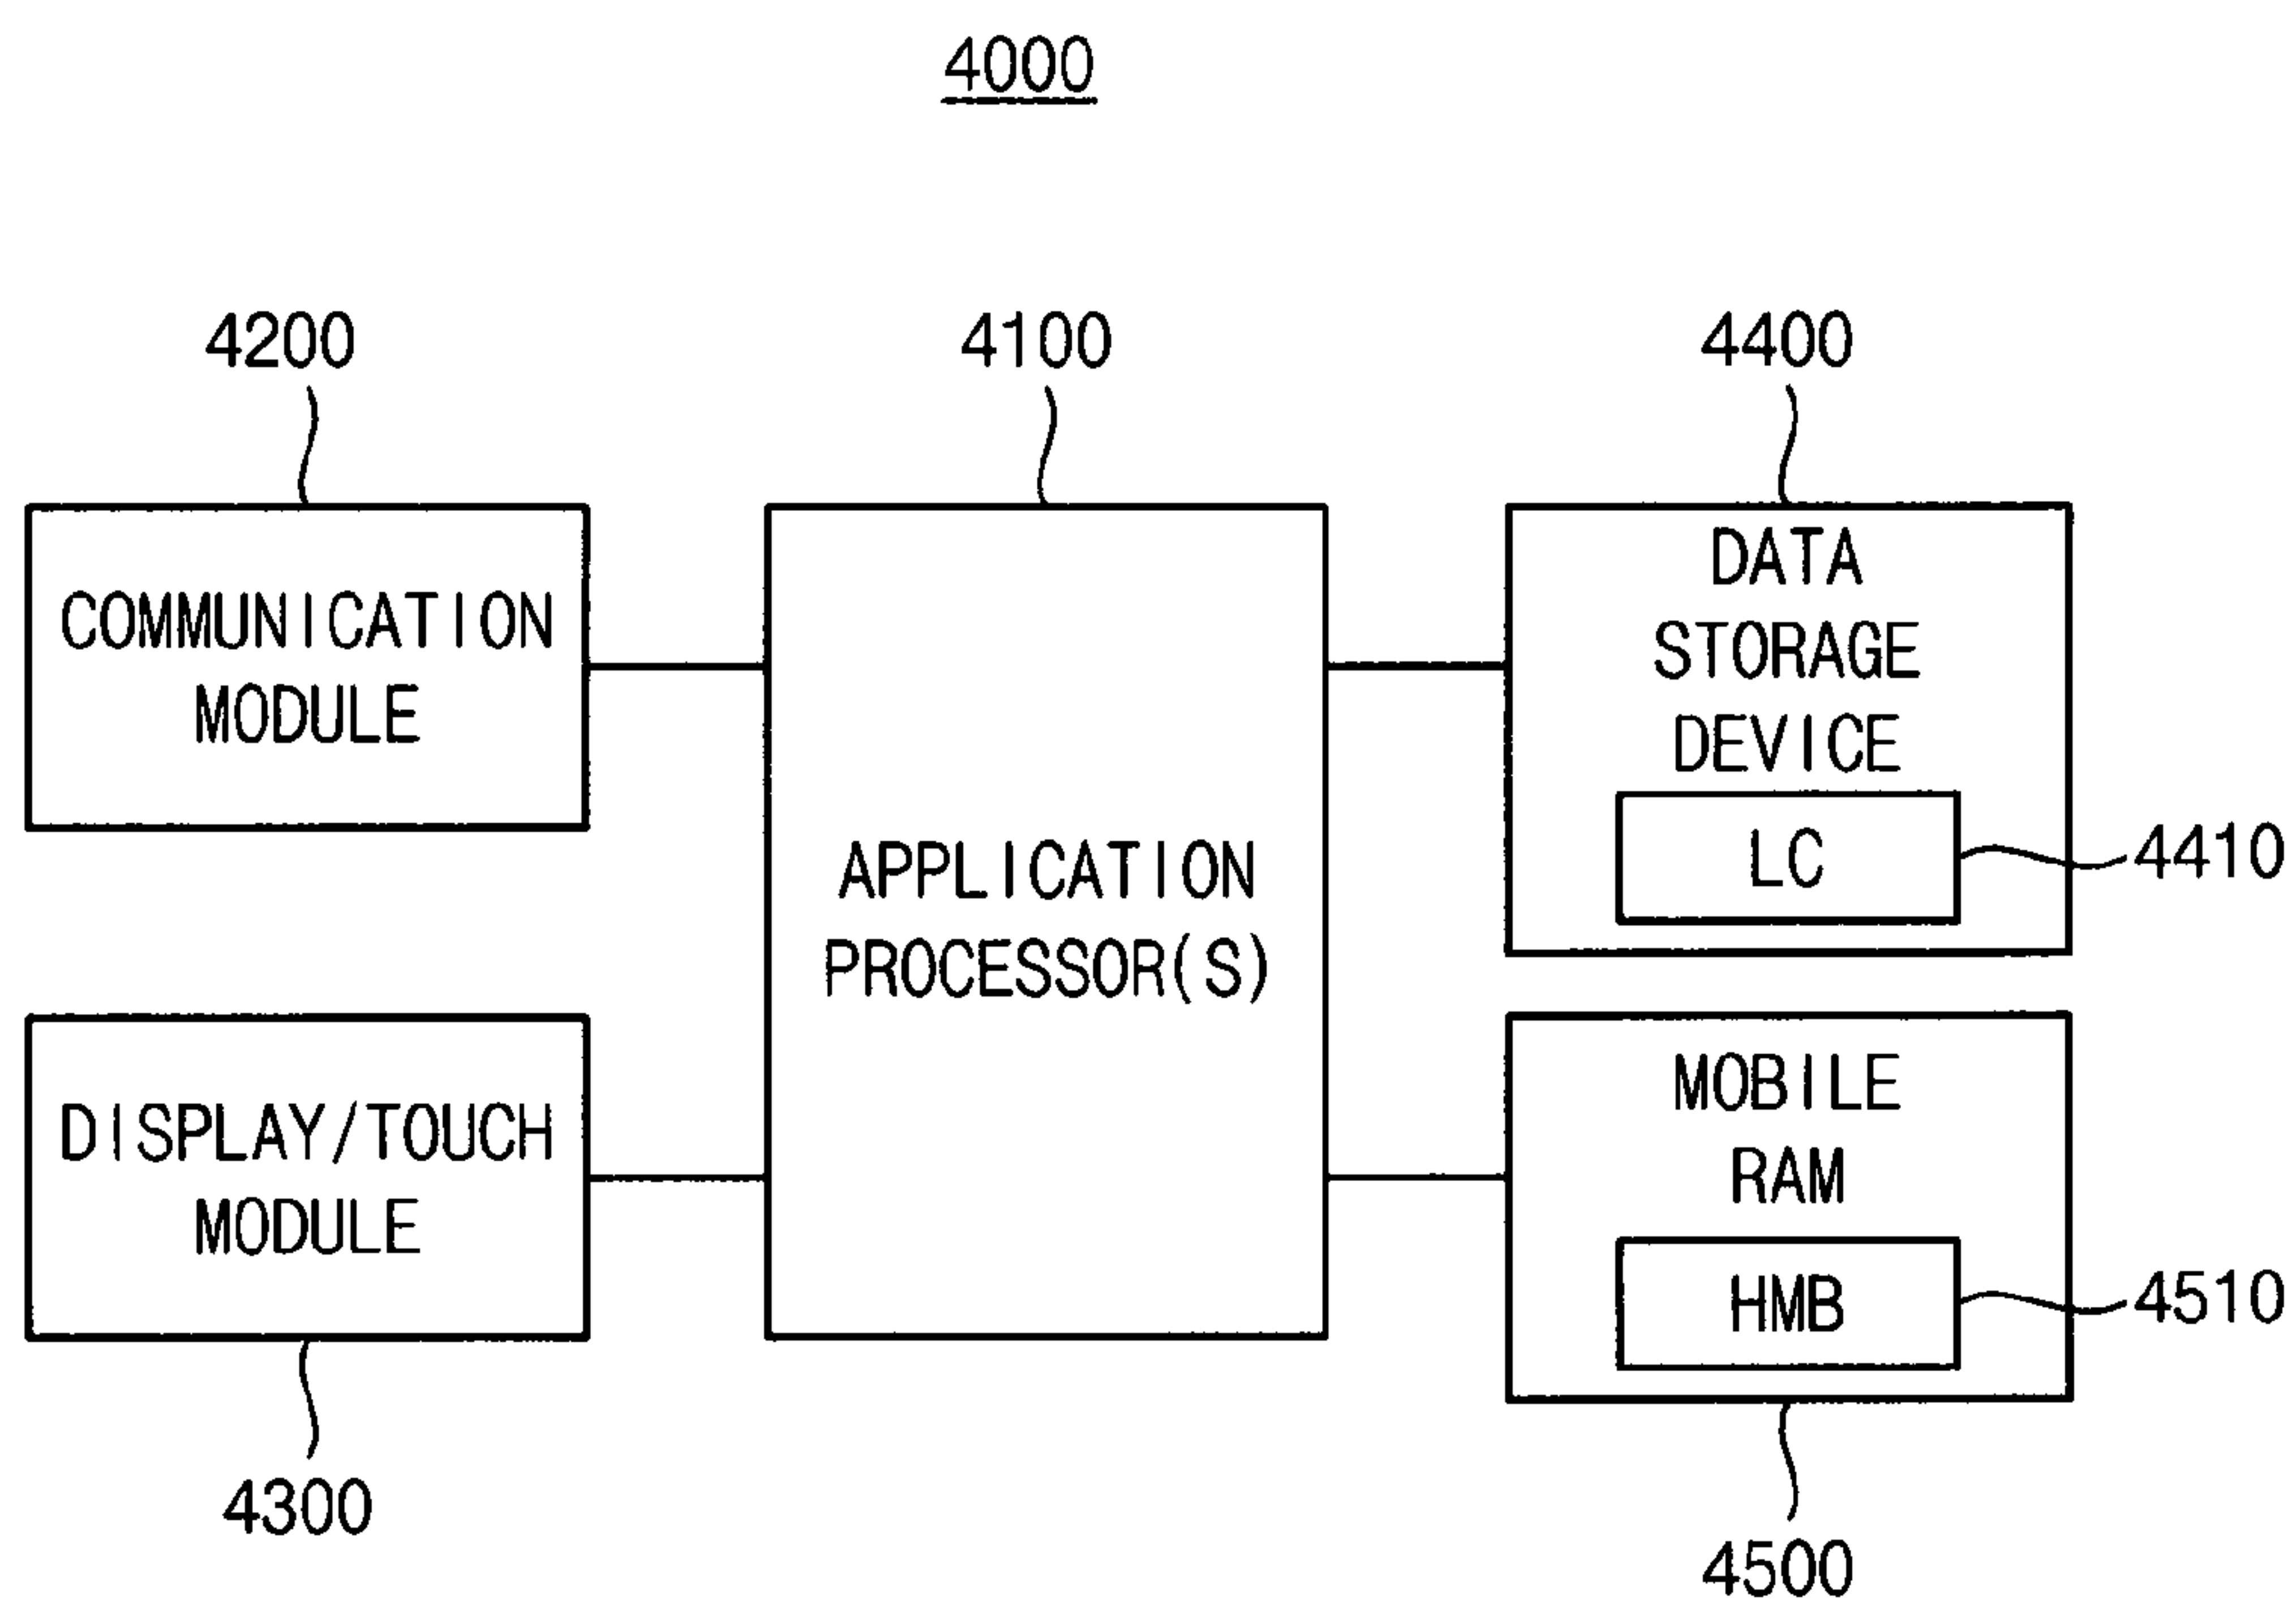 4000
4200
4100
4400
COMMUNICATION
MODULE
APPLICATION
PROCESSOR(S)
DATA
STORAGE
DEVICE
LC
4410
DISPLAY/TOUCH
MODULE
4300
MOBILE
RAM
HMB
4510
4500